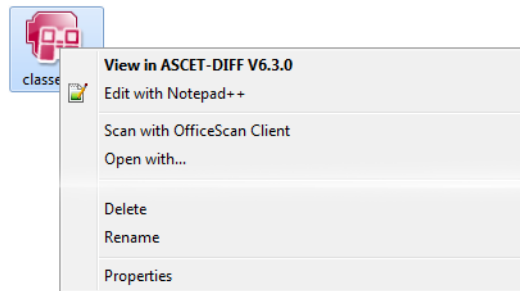 View in ASCET-DIFF V6.3.0
classe
Edit with Notepad++
Scan with OfficeScan Client
Open with...
Delete
Rename
Properties